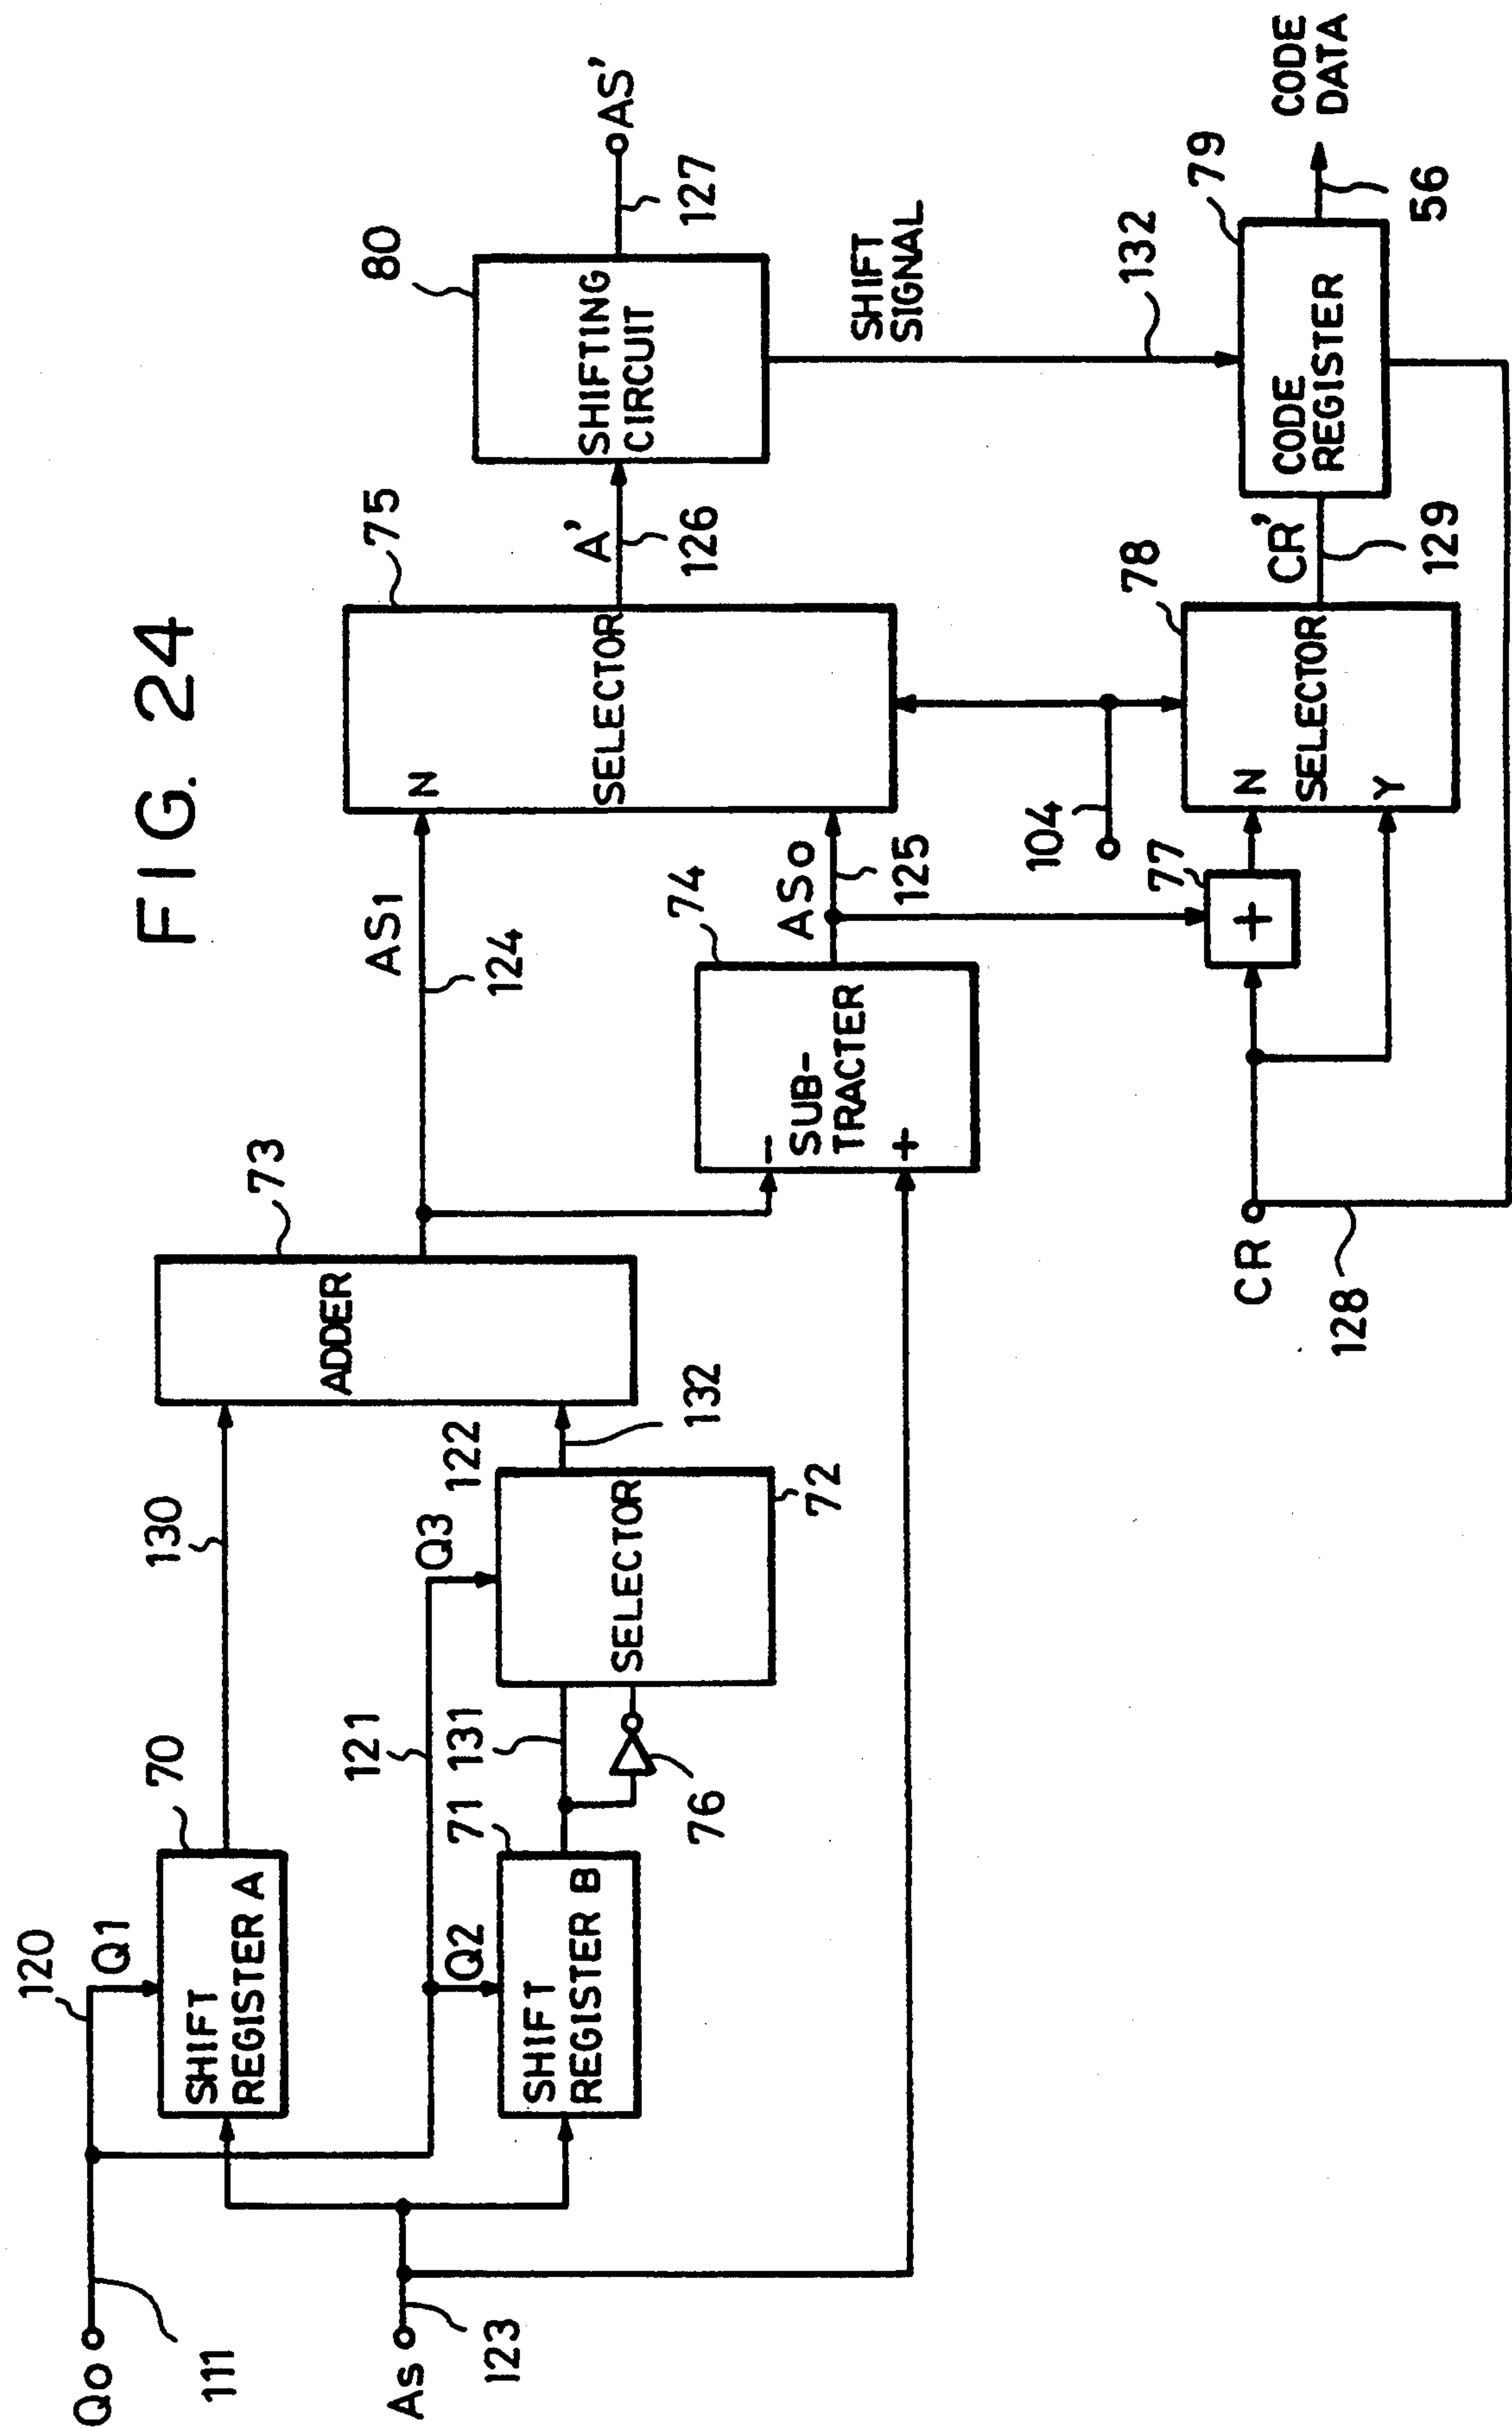 FIG. 24
Qo
111
120
Q1
SHIFT
REGISTER A
70
130
As
123
121
Q2
SHIFT
REGISTER B
71
131
76
Q3
SELECTOR
72
122
132
ADDER
73
AS1
124
-
+
SUB-
TRACTER
74
ASo
125
N
SELECTOR
75
A'
126
SHIFTING
CIRCUIT
80
127
AS'
SHIFT
SIGNAL
132
104
CR
128
+
77
N
Y
SELECTOR
78
CR'
129
CODE
REGISTER
79
56
CODE
DATA